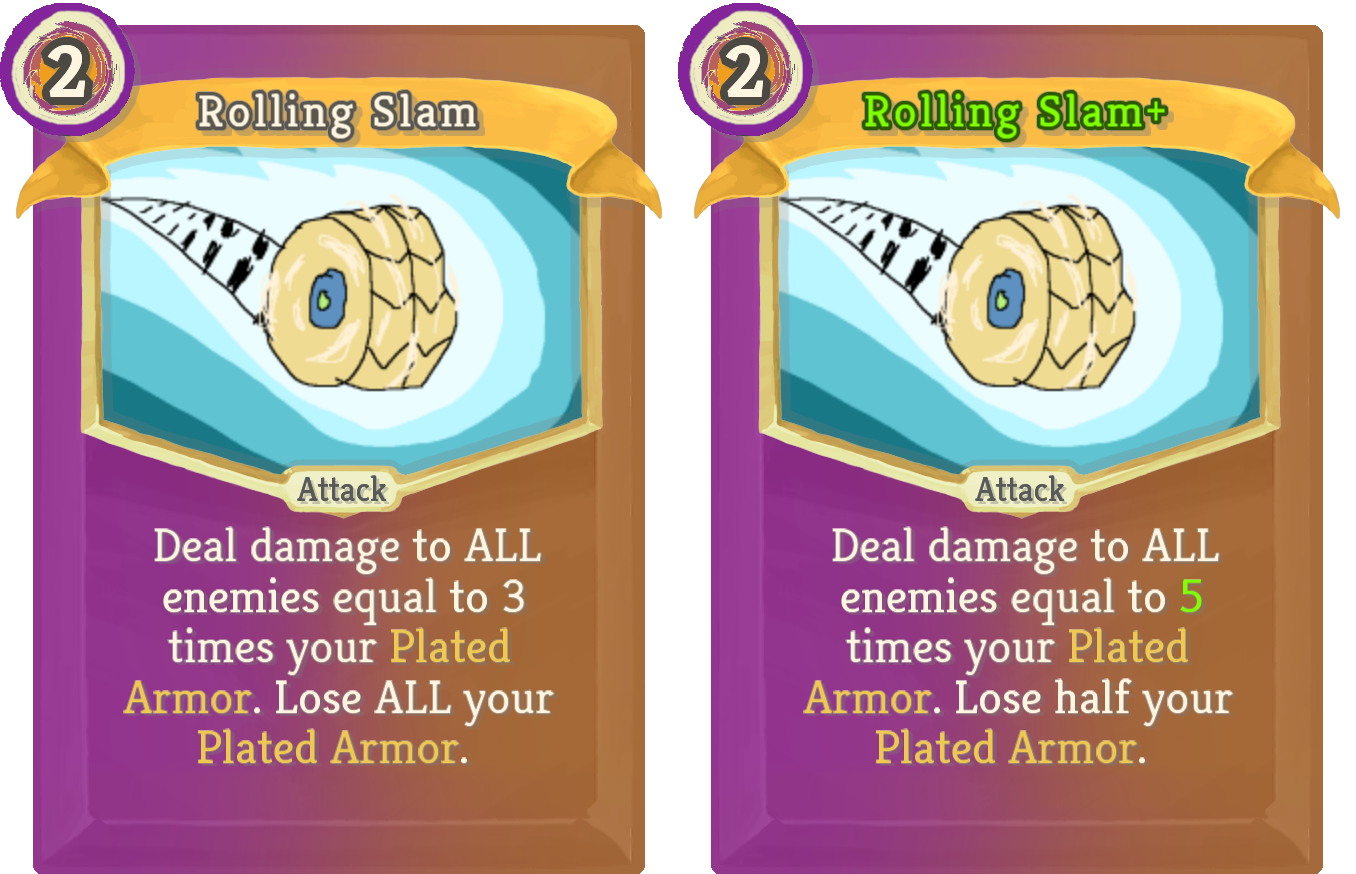 2
Rolling Slam
Attack
Deal damage to ALL
enemies equal to 3
times your Plated
Armor. Lose ALL your
Plated Armor.
2
Rolling Slam+
Attack
Deal damage to ALL
enemies equal to 5
times your Plated
Armor. Lose half your
Plated Armor.